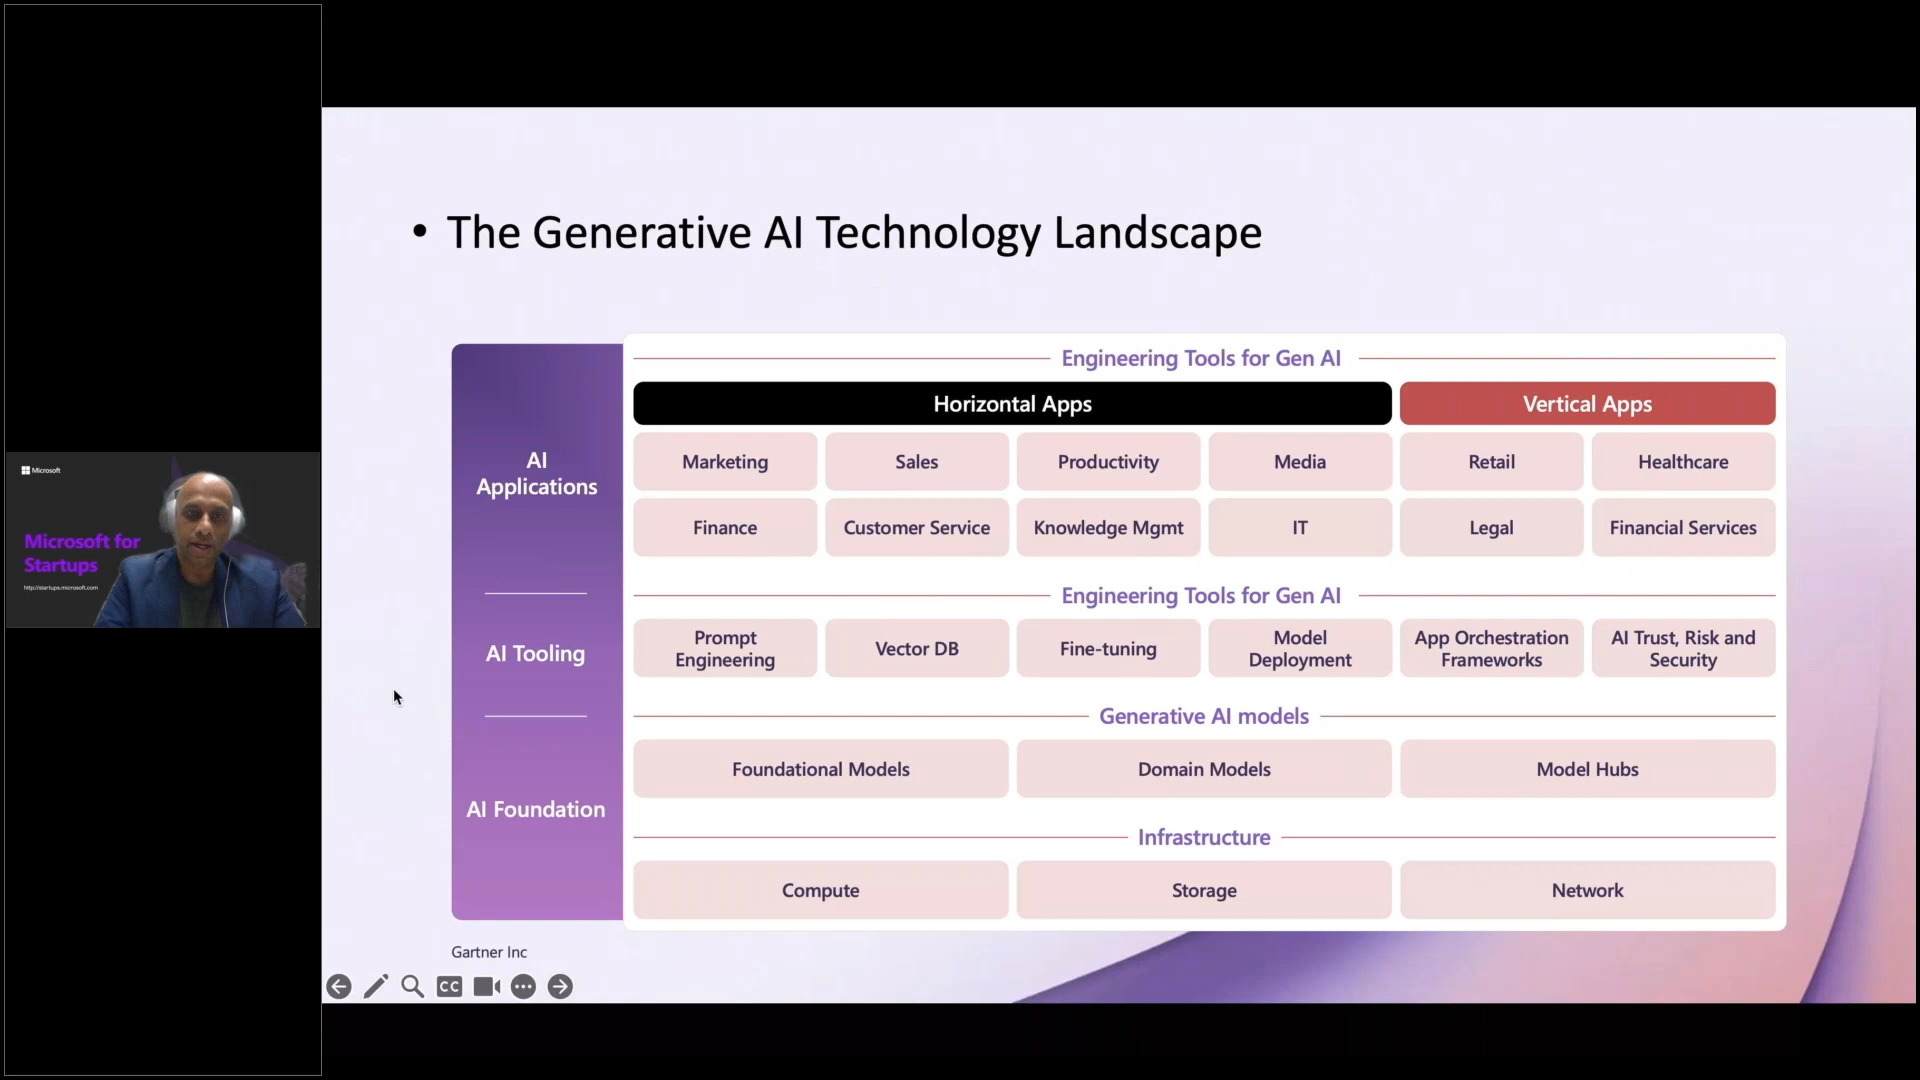 Microsoft
Microsoft for
Startups
http://startups.microsoft.com
• The Generative AI Technology Landscape
Engineering Tools for Gen AI
Horizontal Apps
Vertical Apps
AI
Applications
Marketing
Sales
Productivity
Media
Retail
Healthcare
Finance
Customer Service
Knowledge Mgmt
IT
Legal
Financial Services
Engineering Tools for Gen AI
AI Tooling
Prompt
Engineering
Vector DB
Fine-tuning
Model
Deployment
App Orchestration
Frameworks
AI Trust, Risk and
Security
Generative AI models
AI Foundation
Foundational Models
Domain Models
Model Hubs
Infrastructure
Compute
Storage
Network
Gartner Inc
CC